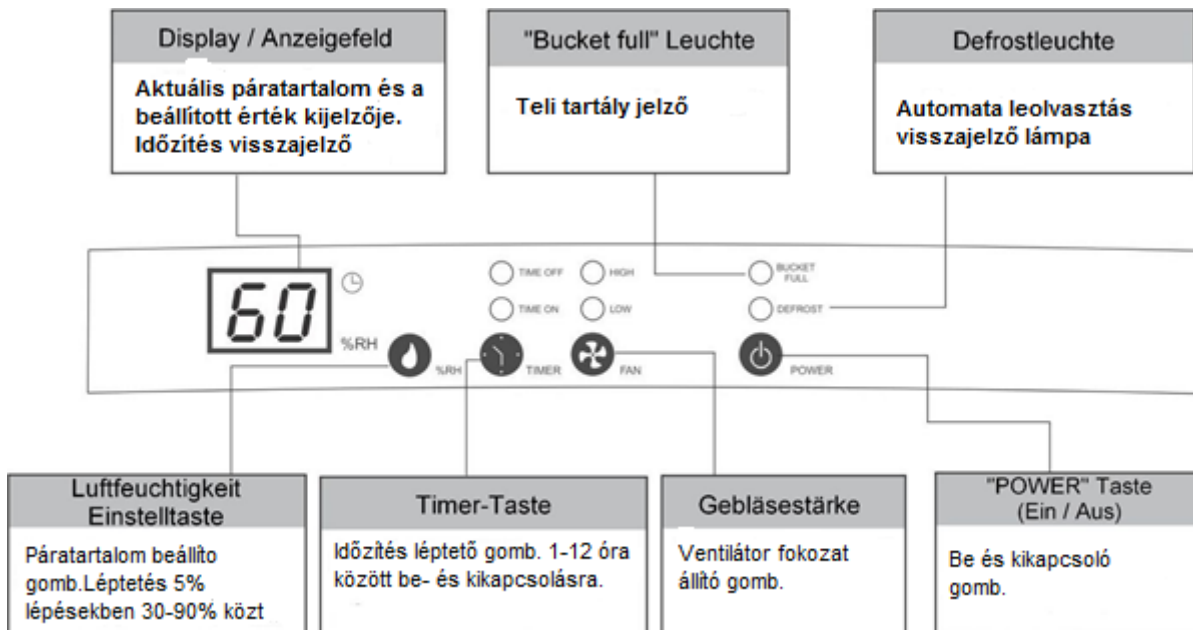 Display / Anzeigefeld
Aktuális páratartalom és a
beállított érték kijelzője.
Időzítés visszajelző
"Bucket full" Leuchte
Teli tartály jelző
Defrostleuchte
Automata leolvasztás
visszajelző lámpa
60
%RH
%RH
TIME OFF
TIME ON
TIMER
HIGH
LOW
FAN
BUCKET
FULL
DEFROST
POWER
Luftfeuchtigkeit
Einstelltaste
Páratartalom beállíto
gomb.Léptetés 5%
lépésekben 30-90% közt
Timer-Taste
Időzítés léptető gomb. 1-12 óra
között be- és kikapcsolásra.
Gebläsestärke
Ventilátor fokozat
állító gomb.
"POWER" Taste
(Ein / Aus)
Be és kikapcsoló
gomb.